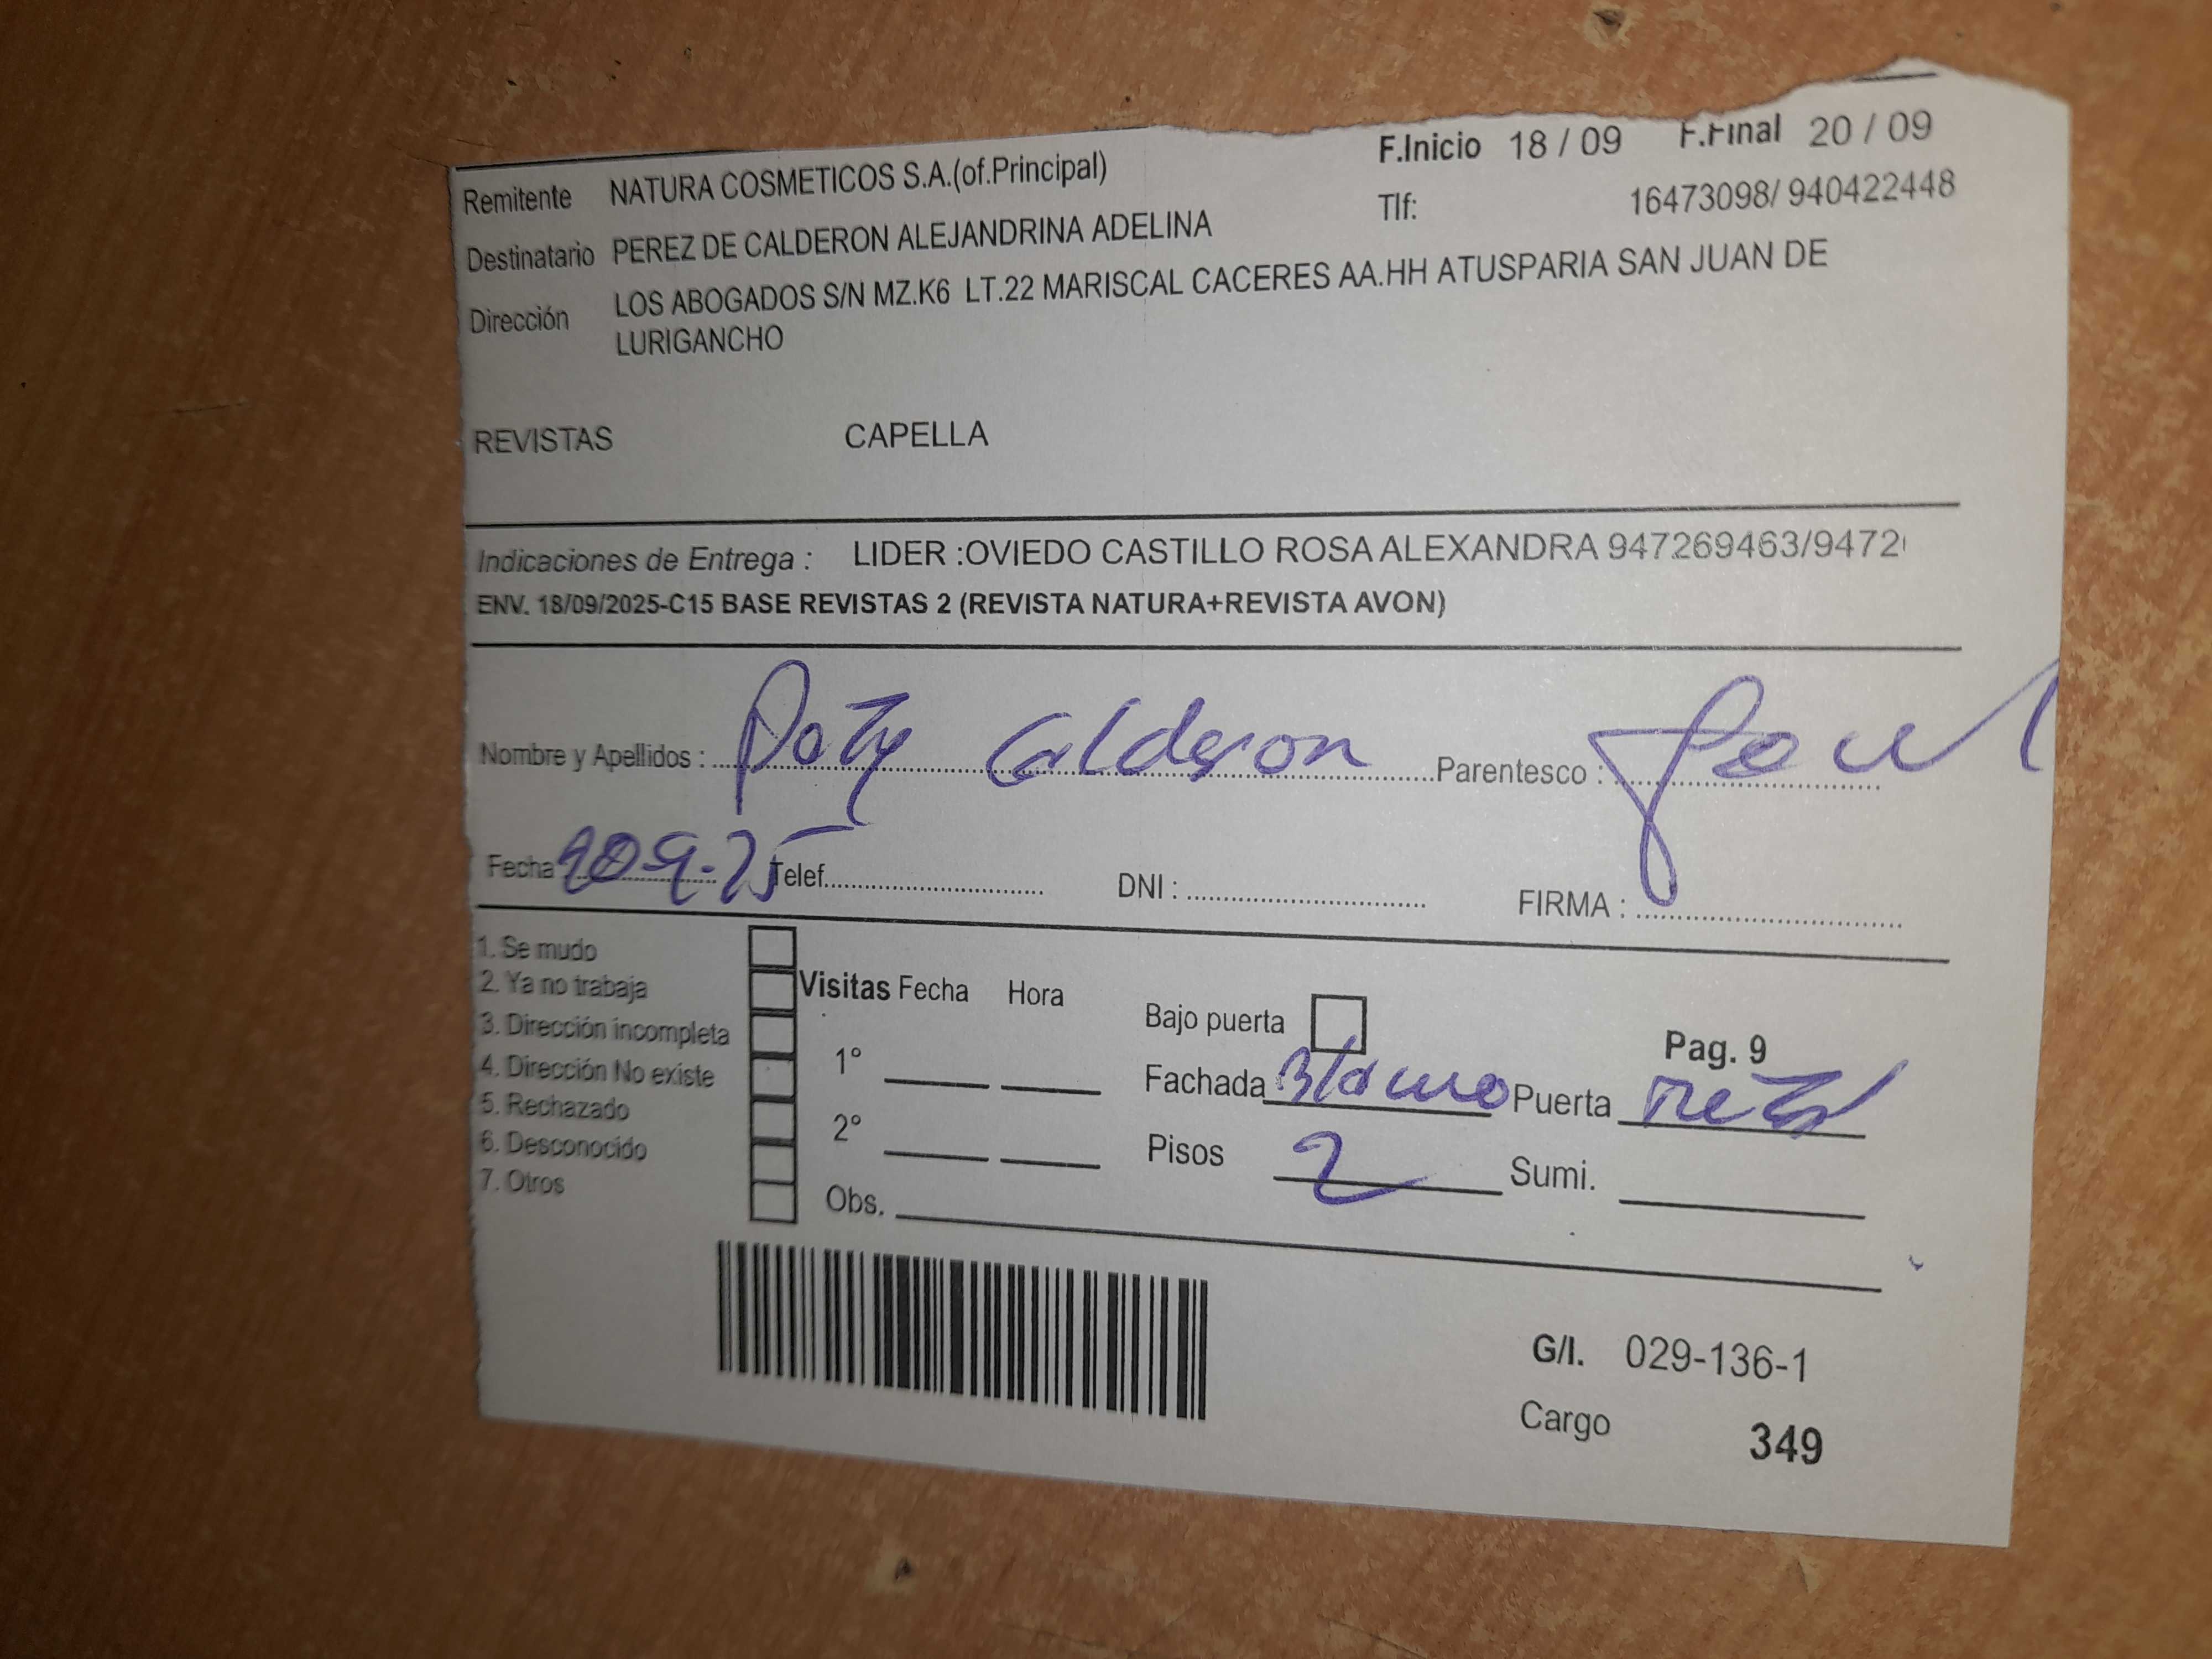 F.Inicio 18 / 09 F.Final 20 / 09
Remitente NATURA COSMETICOS S.A.(of.Principal)
Tlf: 16473098/ 940422448
Destinatario PEREZ DE CALDERON ALEJANDRINA ADELINA
Dirección LOS ABOGADOS S/N MZ.K6 LT.22 MARISCAL CACERES AA.HH ATUSPARIA SAN JUAN DE
LURIGANCHO
REVISTAS CAPELLA
Indicaciones de Entrega : LIDER :OVIEDO CASTILLO ROSA ALEXANDRA 947269463/9472
ENV. 18/09/2025-C15 BASE REVISTAS 2 (REVISTA NATURA+REVISTA AVON)
Nombre y Apellidos : Paty Calderon Parentesco :
Fecha Telef. DNI : FIRMA :
1. Se mudo
2. Ya no trabaja
3. Dirección incompleta
4. Dirección No existe
5. Rechazado
6. Desconocido
7. Otros
Visitas Fecha Hora
1°
2°
Obs.
Bajo puerta
Pag. 9
Fachada Blanco Puerta Metal
Pisos 2 Sumi.
G/I. 029-136-1
Cargo 349